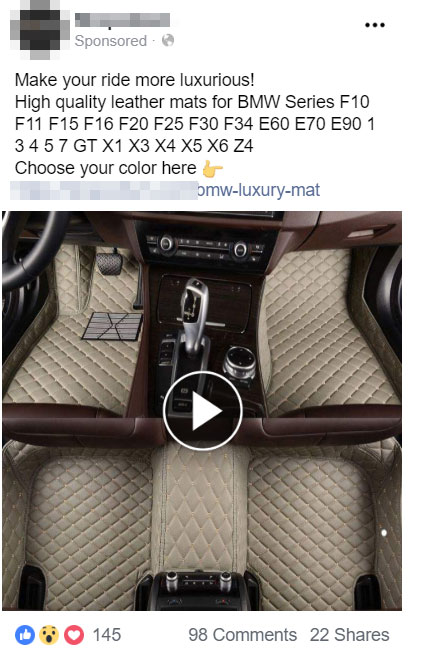 Sponsored ·
Make your ride more luxurious!
High quality leather mats for BMW Series F10
F11 F15 F16 F20 F25 F30 F34 E60 E70 E90 1
3 4 5 7 GT X1 X3 X4 X5 X6 Z4
Choose your color here 👉
bmw-luxury-mat
145 98 Comments 22 Shares